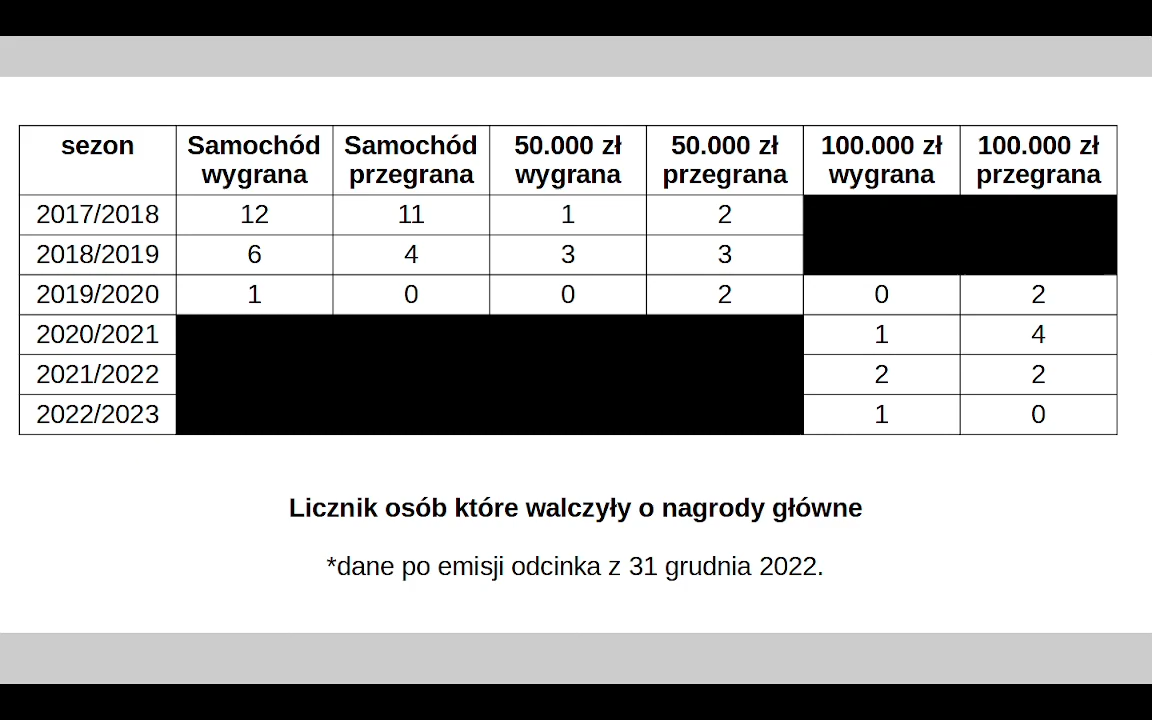 sezon Samochód wygrana Samochód przegrana 50.000 zł wygrana 50.000 zł przegrana 100.000 zł wygrana 100.000 zł przegrana
2017/2018 12 11 1 2
2018/2019 6 4 3 3
2019/2020 1 0 0 2 0 2
2020/2021 1 4
2021/2022 2 2
2022/2023 1 0
Licznik osób które walczyły o nagrody główne
*dane po emisji odcinka z 31 grudnia 2022.